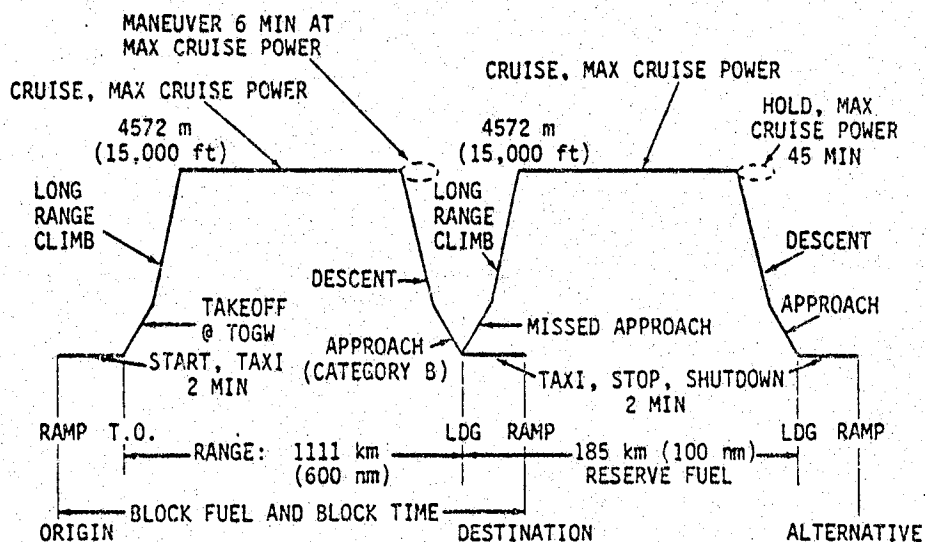 MANEUVER 6 MIN AT
MAX CRUISE POWER
CRUISE, MAX CRUISE POWER
4572 m
(15,000 ft)
CRUISE, MAX CRUISE POWER
4572 m
(15,000 ft)
HOLD, MAX
CRUISE POWER
45 MIN
LONG
RANGE
CLIMB
LONG
RANGE
CLIMB
DESCENT
DESCENT
TAKEOFF
@ TOGW
APPROACH
(CATEGORY B)
MISSED APPROACH
APPROACH
START, TAXI
2 MIN
TAXI, STOP, SHUTDOWN
2 MIN
RAMP T.O. LDG RAMP LDG RAMP
RANGE: 1111 km
(600 nm)
185 km (100 nm)
RESERVE FUEL
BLOCK FUEL AND BLOCK TIME
ORIGIN DESTINATION ALTERNATIVE